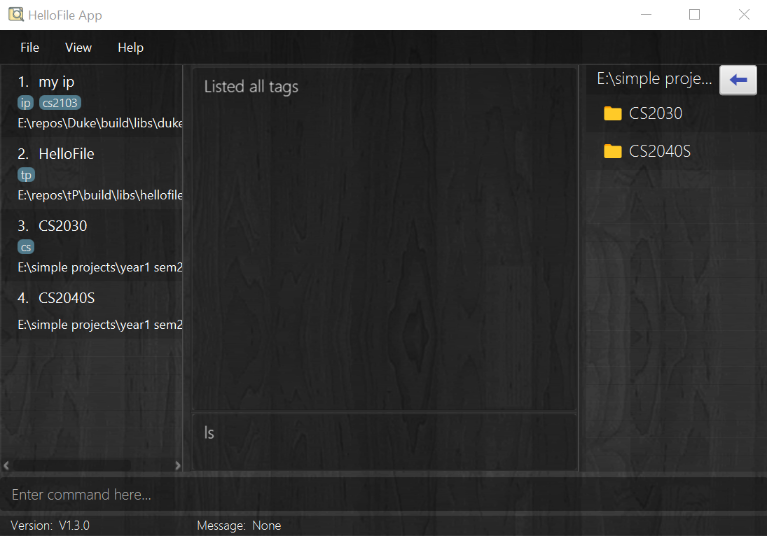 HelloFile App
File View Help
1. my ip
ip cs2103
E:\repos\Duke\build\libs\duke
2. HelloFile
tp
E:\repos\tP\build\libs\hellofile
3. CS2030
cs
E:\simple projects\year1 sem2
4. CS2040S
E:\simple projects\year1 sem2
Listed all tags
ls
E:\simple proje...
CS2030
CS2040S
Enter command here...
Version: V1.3.0 Message: None